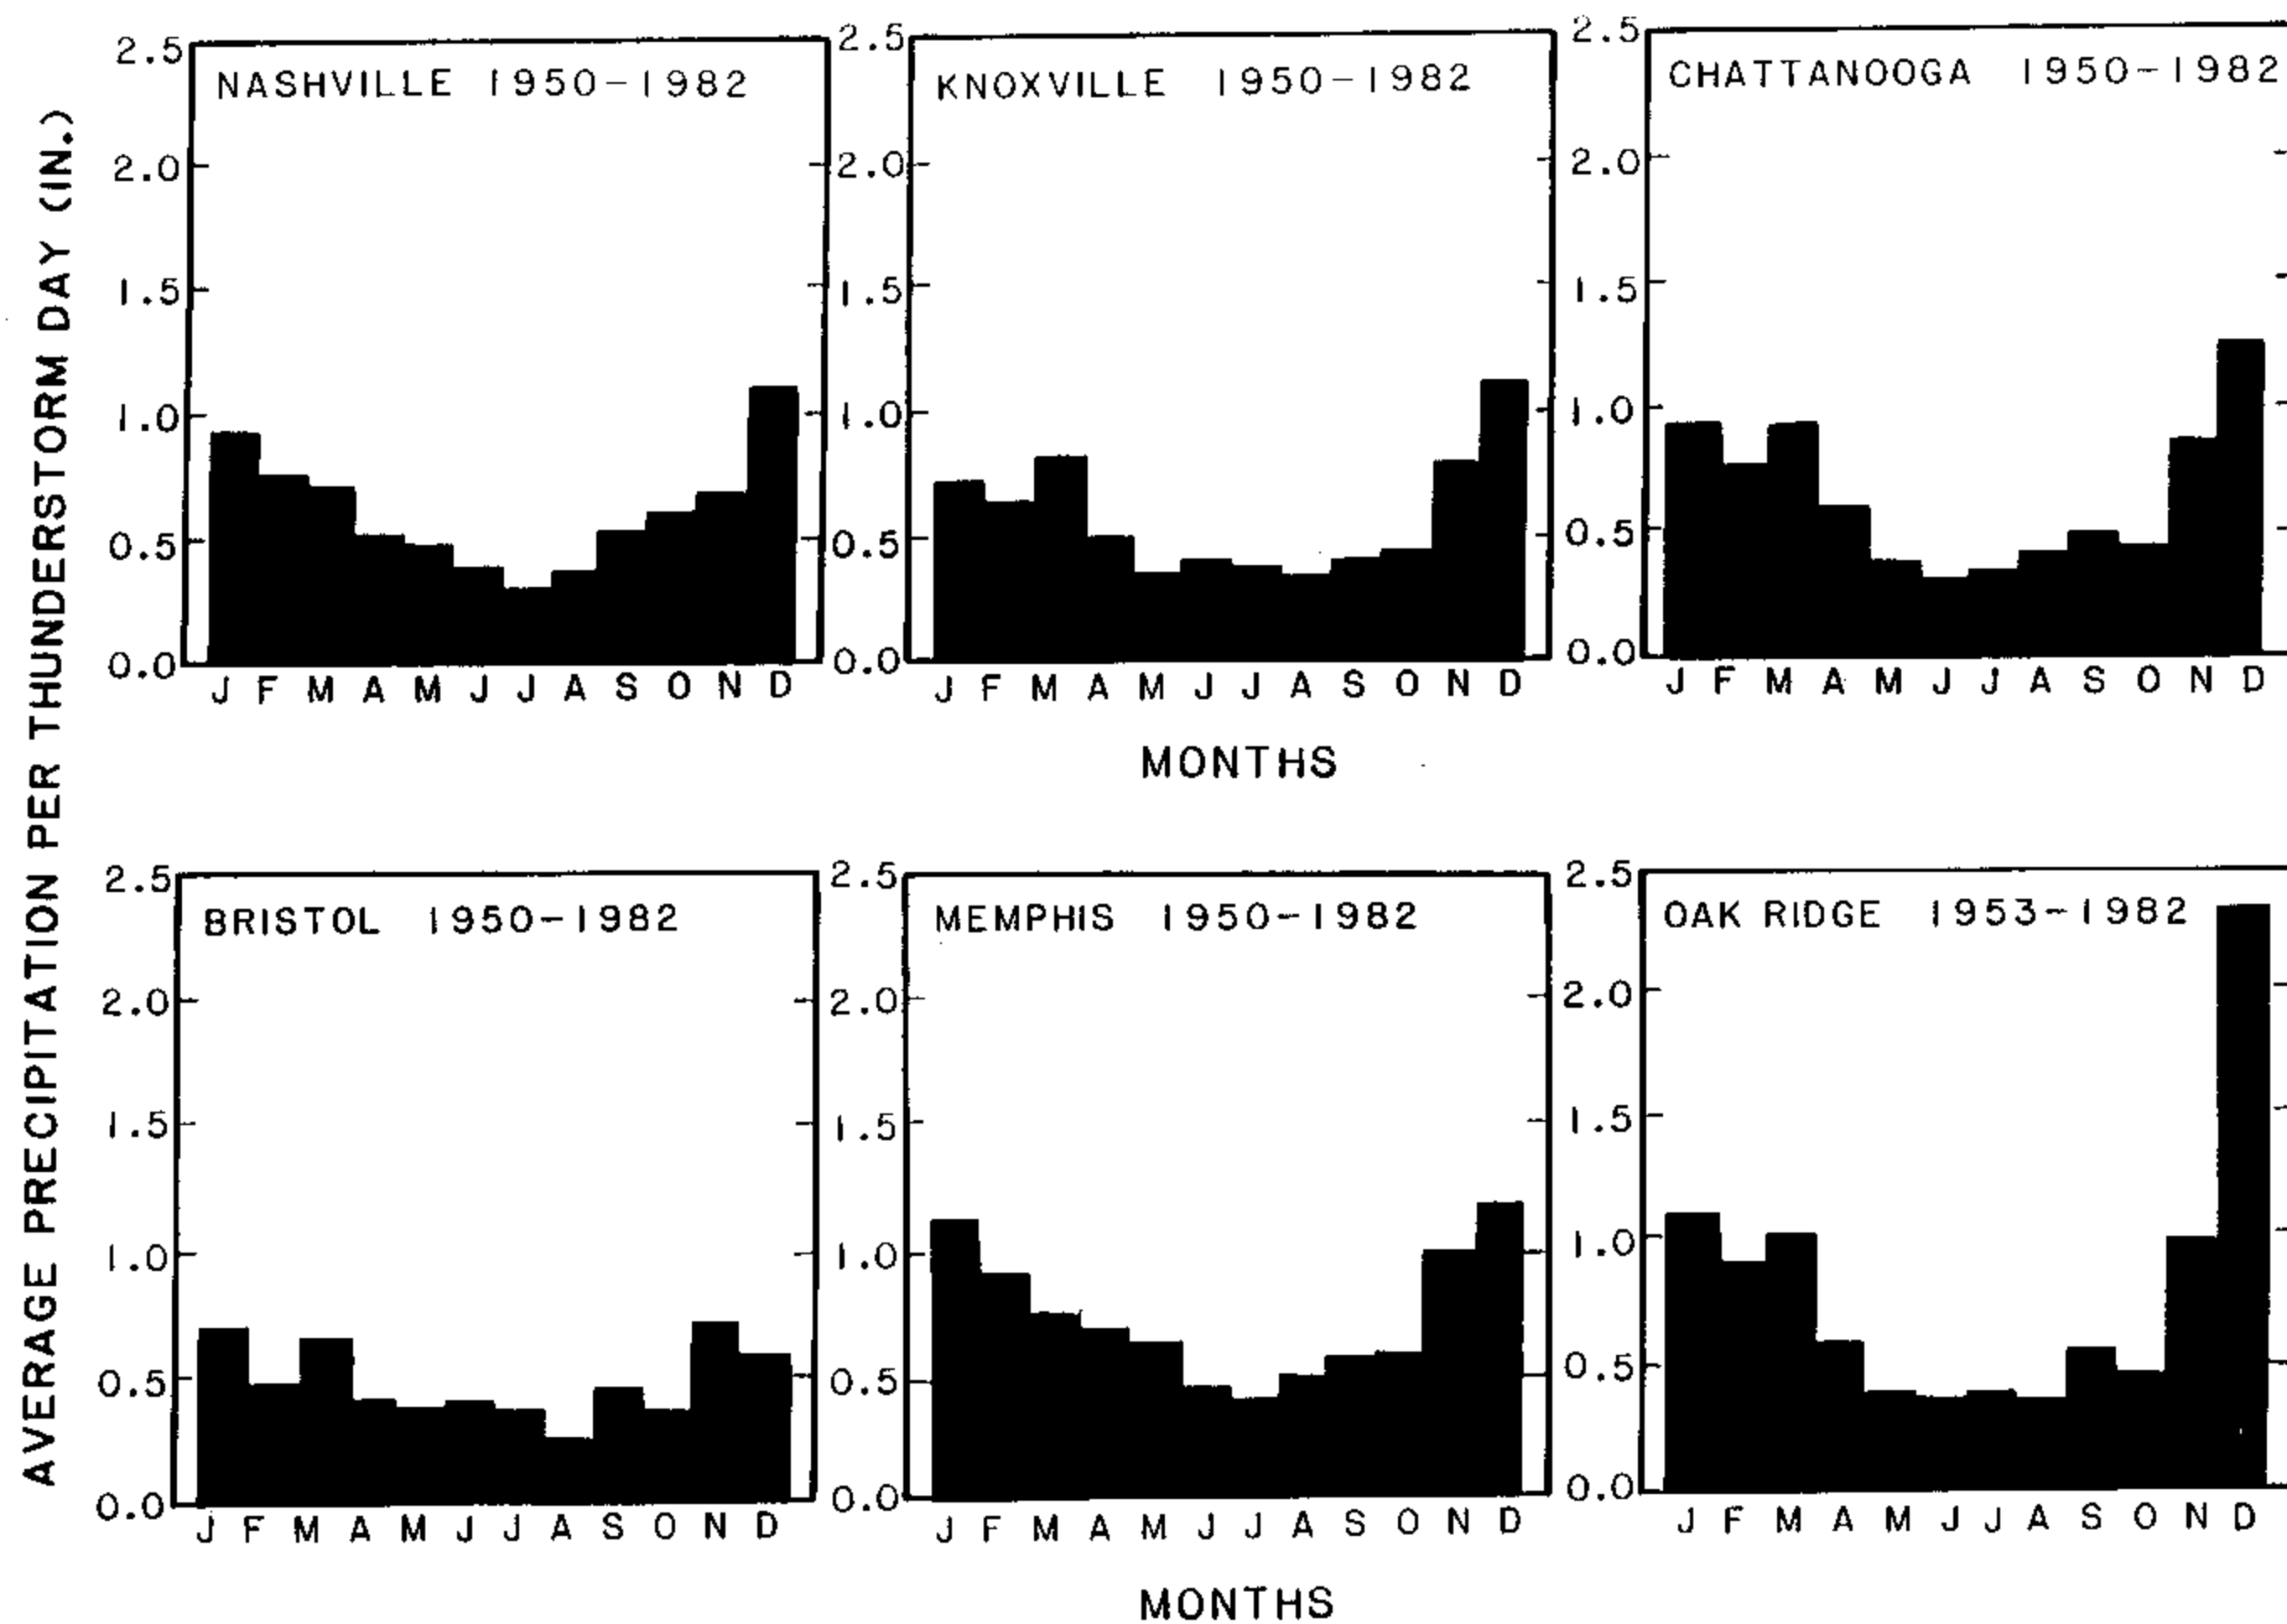 AVERAGE PRECIPITATION PER THUNDERSTORM DAY (IN.)
NASHVILLE 1950-1982
2.5
2.0
1.5
1.0
0.5
0.0
J F M A M J J A S O N D
KNOXVILLE 1950-1982
2.5
2.0
1.5
1.0
0.5
0.0
J F M A M J J A S O N D
CHATTANOOGA 1950-1982
2.5
2.0
1.5
1.0
0.5
0.0
J F M A M J J A S O N D
MONTHS
BRISTOL 1950-1982
2.5
2.0
1.5
1.0
0.5
0.0
J F M A M J J A S O N D
MEMPHIS 1950-1982
2.5
2.0
1.5
1.0
0.5
0.0
J F M A M J J A S O N D
OAK RIDGE 1953-1982
2.5
2.0
1.5
1.0
0.5
0.0
J F M A M J J A S O N D
MONTHS